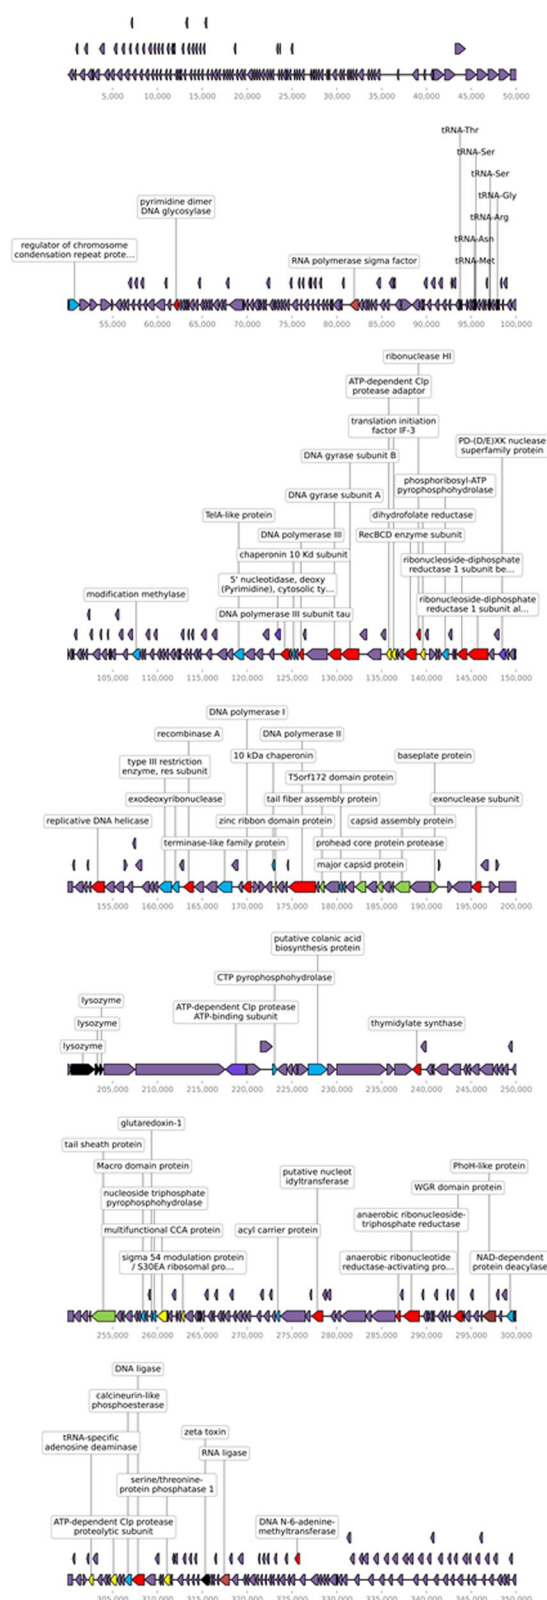 5,000 10,000 15,000 20,000 25,000 30,000 35,000 40,000 45,000 50,000
tRNA-Thr
tRNA-Ser
tRNA-Ser
tRNA-Gly
pyrimidine dimer
DNA glycosylase
tRNA-Arg
tRNA-Asn
regulator of chromosome
condensation repeat prote...
RNA polymerase sigma factor
tRNA-Met
55,000 60,000 65,000 70,000 75,000 80,000 85,000 90,000 95,000 100,000
ribonuclease HI
ATP-dependent Clp
protease adaptor
translation initiation
factor IF-3
PD-(D/E)XK nuclease
superfamily protein
DNA gyrase subunit B
phosphoribosyl-ATP
pyrophosphohydrolase
DNA gyrase subunit A
TelA-like protein
dihydrofolate reductase
DNA polymerase III
RecBCD enzyme subunit
chaperonin 10 Kd subunit
ribonucleoside-diphosphate
reductase 1 subunit be...
5' nucleotidase, deoxy
(Pyrimidine), cytosolic ty...
modification methylase
ribonucleoside-diphosphate
reductase 1 subunit al...
DNA polymerase III subunit tau
105,000 110,000 115,000 120,000 125,000 130,000 135,000 140,000 145,000 150,000
DNA polymerase I
recombinase A
DNA polymerase II
type III restriction
enzyme, res subunit
10 kDa chaperonin
baseplate protein
T5orf172 domain protein
exodeoxyribonuclease
tail fiber assembly protein
exonuclease subunit
replicative DNA helicase
zinc ribbon domain protein
capsid assembly protein
terminase-like family protein
prohead core protein protease
major capsid protein
155,000 160,000 165,000 170,000 175,000 180,000 185,000 190,000 195,000 200,000
putative colanic acid
biosynthesis protein
CTP pyrophosphohydrolase
lysozyme
ATP-dependent Clp protease
ATP-binding subunit
lysozyme
thymidylate synthase
lysozyme
205,000 210,000 215,000 220,000 225,000 230,000 235,000 240,000 245,000 250,000
glutaredoxin-1
tail sheath protein
Macro domain protein
PhoH-like protein
putative nucleot
idyltransferase
WGR domain protein
nucleoside triphosphate
pyrophosphohydrolase
anaerobic ribonucleoside-
triphosphate reductase
multifunctional CCA protein
acyl carrier protein
sigma 54 modulation protein
/ S30EA ribosomal pro...
anaerobic ribonucleotide
reductase-activating pro...
NAD-dependent
protein deacylase
255,000 260,000 265,000 270,000 275,000 280,000 285,000 290,000 295,000 300,000
DNA ligase
calcineurin-like
phosphoesterase
tRNA-specific
adenosine deaminase
zeta toxin
RNA ligase
serine/threonine-
protein phosphatase 1
ATP-dependent Clp protease
proteolytic subunit
DNA N-6-adenine-
methyltransferase
305,000 310,000 315,000 320,000 325,000 330,000 335,000 340,000 345,000 350,000